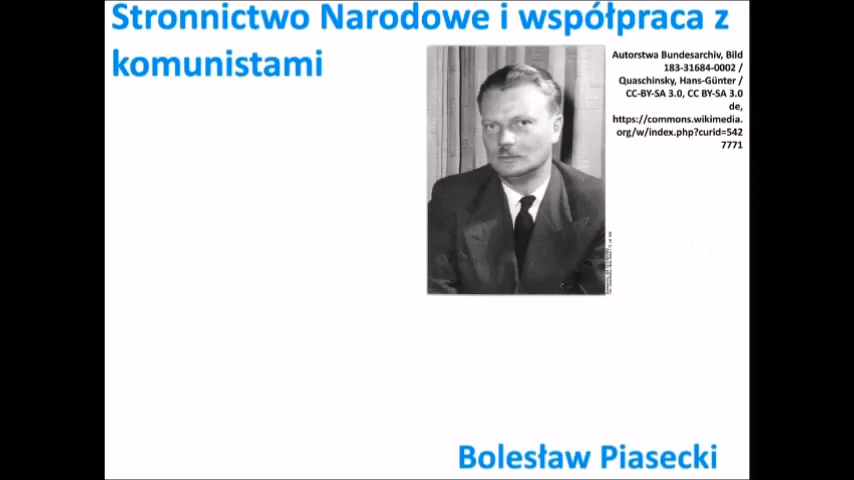 Stronnictwo Narodowe i współpraca z
komunistami
Autorstwa Bundesarchiv, Bild
183-31684-0002 /
Quaschinsky, Hans-Günter /
CC-BY-SA 3.0, CC BY-SA 3.0
de,
https://commons.wikimedia.
org/w/index.php?curid=542
7771
Bolesław Piasecki